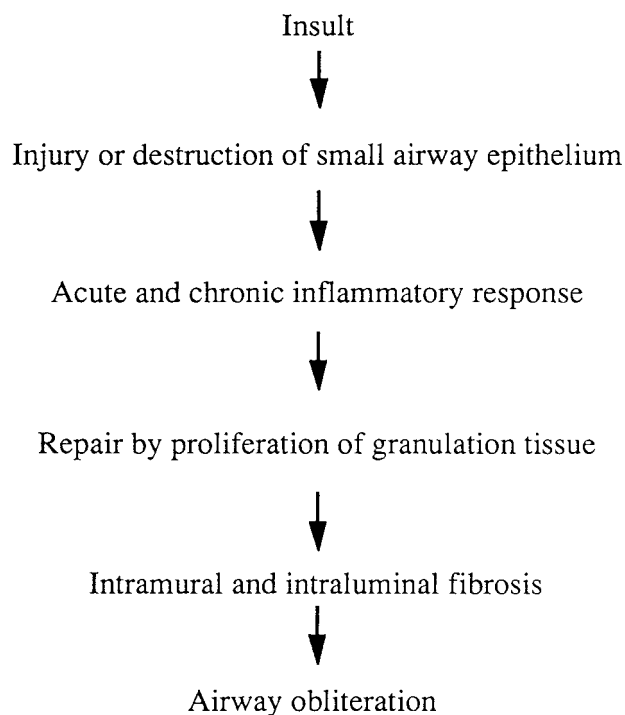 Insult
Injury or destruction of small airway epithelium
Acute and chronic inflammatory response
Repair by proliferation of granulation tissue
Intramural and intraluminal fibrosis
Airway obliteration